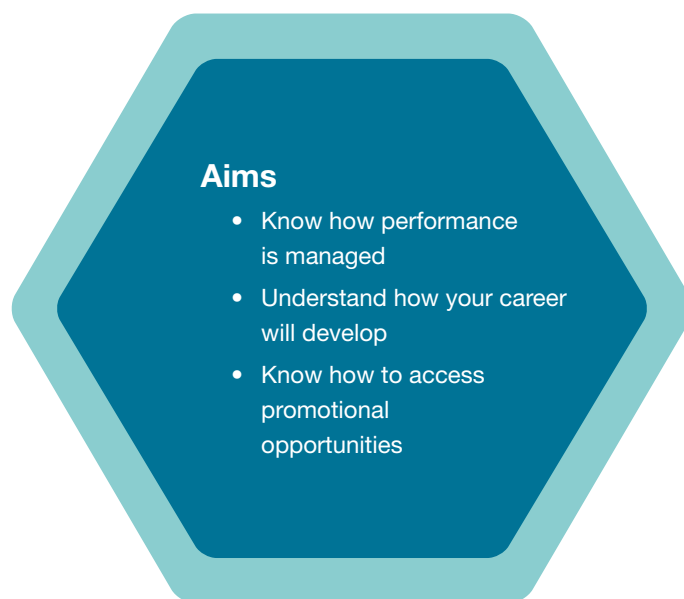 Aims
• Know how performance
is managed
• Understand how your career
will develop
• Know how to access
promotional
opportunities